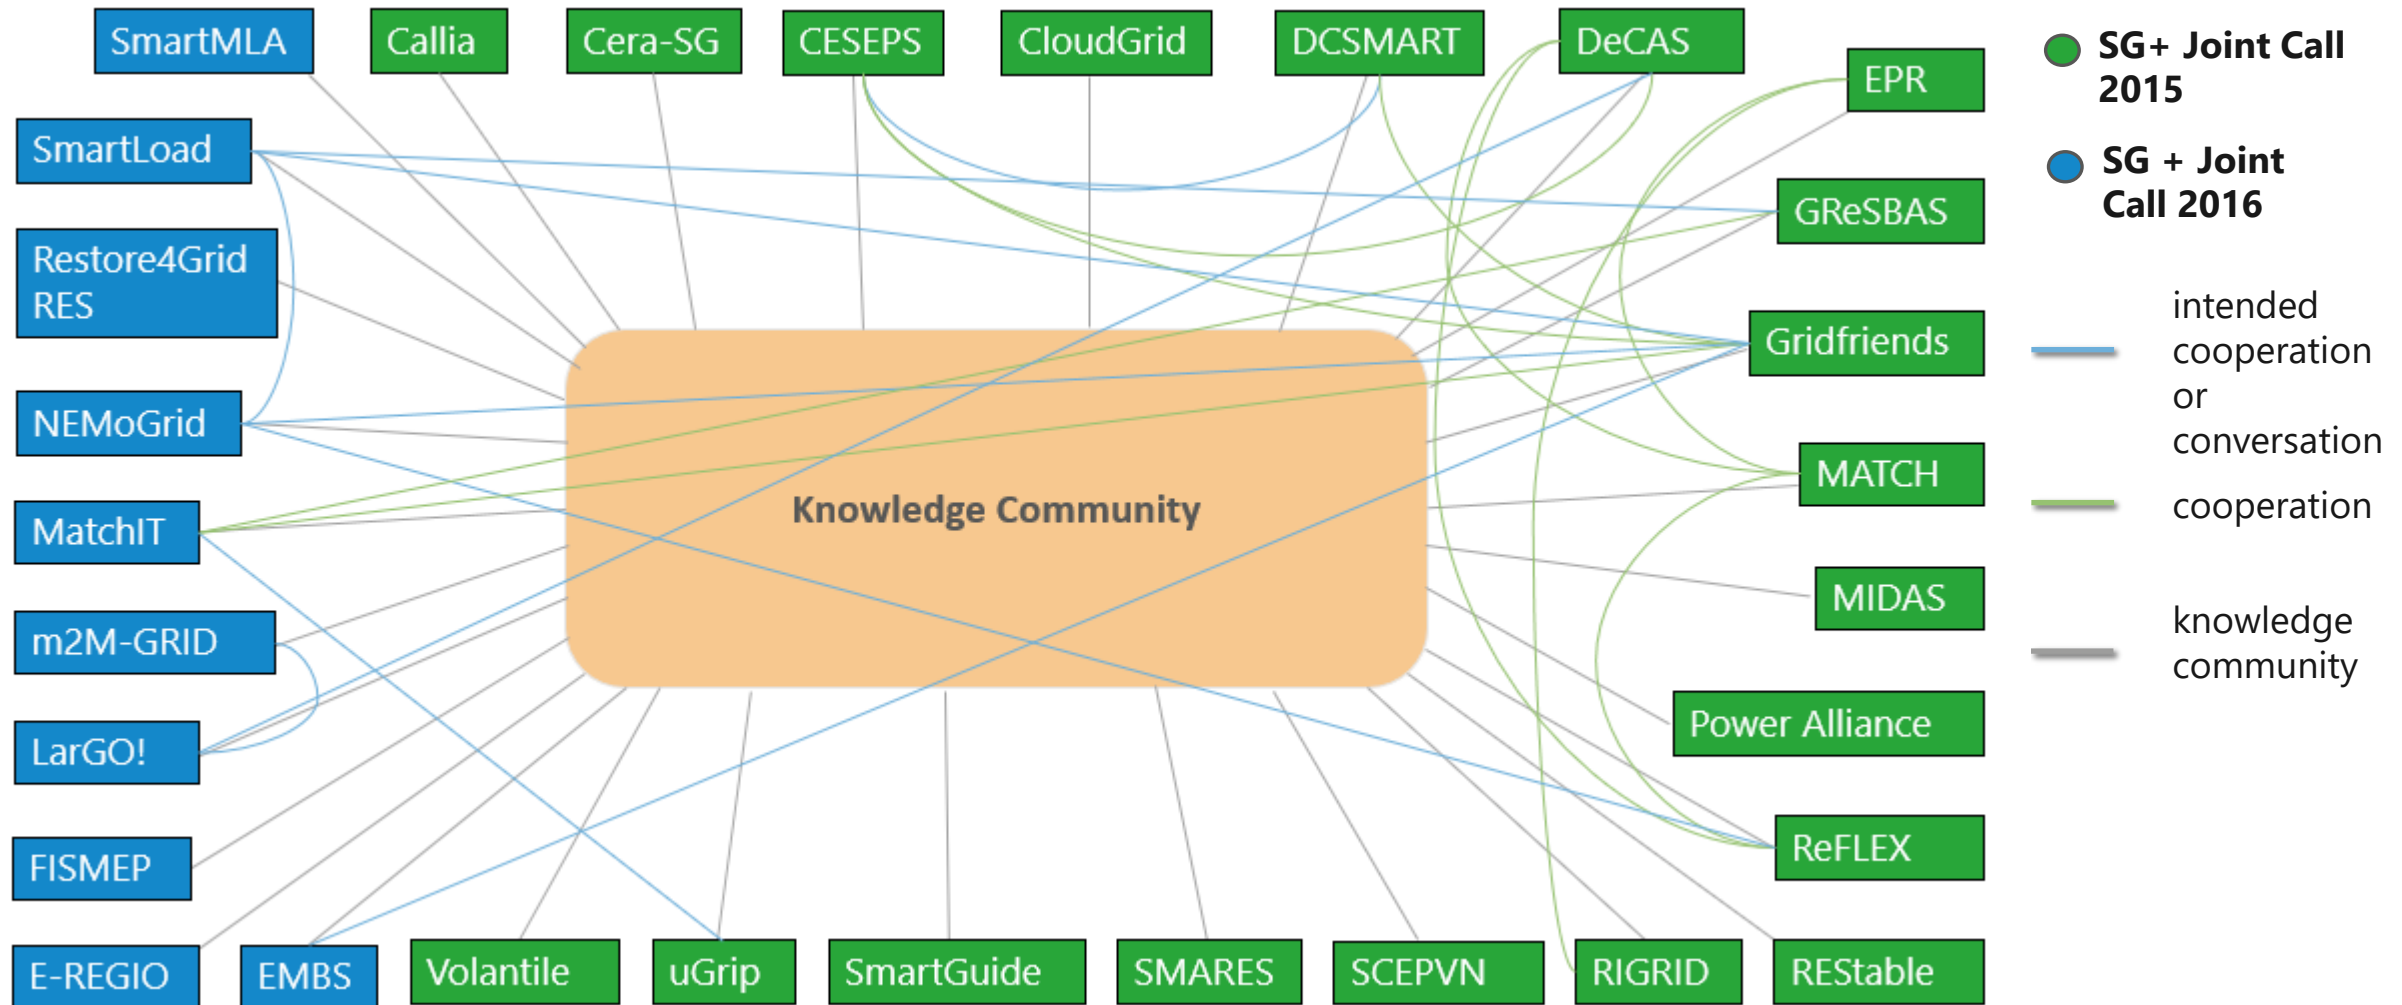 SmartMLA
Callia
Cera-SG
CESEPS
CloudGrid
DCSMART
DeCAS
EPR
SmartLoad
GReSBAS
Restore4Grid
RES
Gridfriends
NEMoGrid
MATCH
MatchIT
Knowledge Community
MIDAS
m2M-GRID
Power Alliance
LarGO!
ReFLEX
FISMEP
E-REGIO
EMBS
Volantile
uGrip
SmartGuide
SMARES
SCEPVN
RIGRID
REStable
SG+ Joint Call
2015
SG + Joint
Call 2016
intended
cooperation
or
conversation
cooperation
knowledge
community